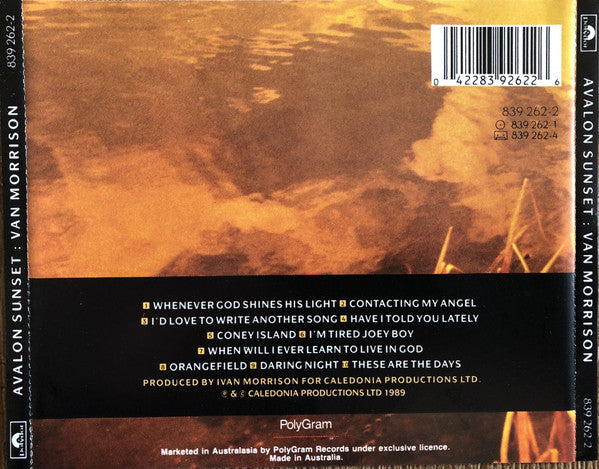 839 262-2
AVALON SUNSET : VAN MORRISON
0 42283 92622 6
839 262-2
839 262-1
839 262-4
1 WHENEVER GOD SHINES HIS LIGHT 2 CONTACTING MY ANGEL
3 I'D LOVE TO WRITE ANOTHER SONG 4 HAVE I TOLD YOU LATELY
5 CONEY ISLAND 6 I'M TIRED JOEY BOY
7 WHEN WILL I EVER LEARN TO LIVE IN GOD
8 ORANGEFIELD 9 DARING NIGHT 10 THESE ARE THE DAYS
PRODUCED BY IVAN MORRISON FOR CALEDONIA PRODUCTIONS LTD.
℗ & © CALEDONIA PRODUCTIONS LTD 1989
PolyGram
Marketed in Australasia by PolyGram Records under exclusive licence.
Made in Australia.
AVALON SUNSET : VAN MORRISON
839 262-2